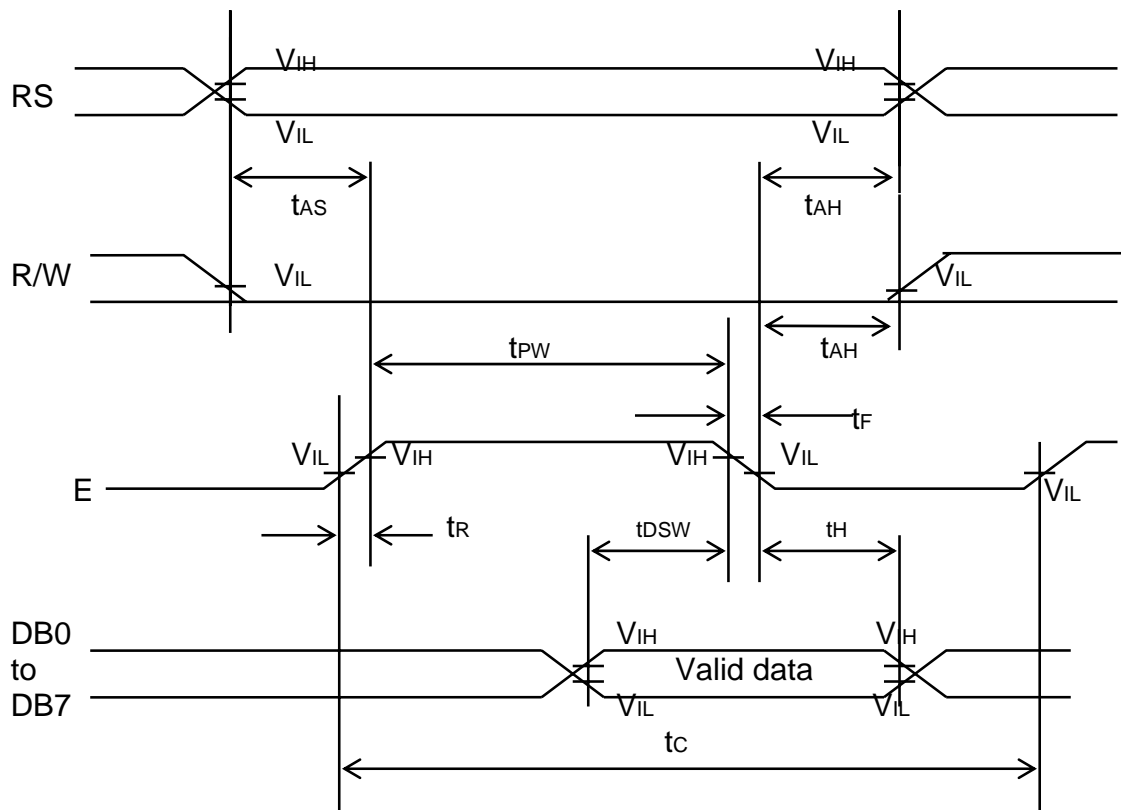 VIH VIH
RS
VIL VIL
tAS tAH
R/W VIL VIL
tPW tAH
tF
VIL VIH VIH VIL
E VIL
tR tDSW tH
DB0 VIH VIH
to Valid data
DB7 VIL VIL
tC